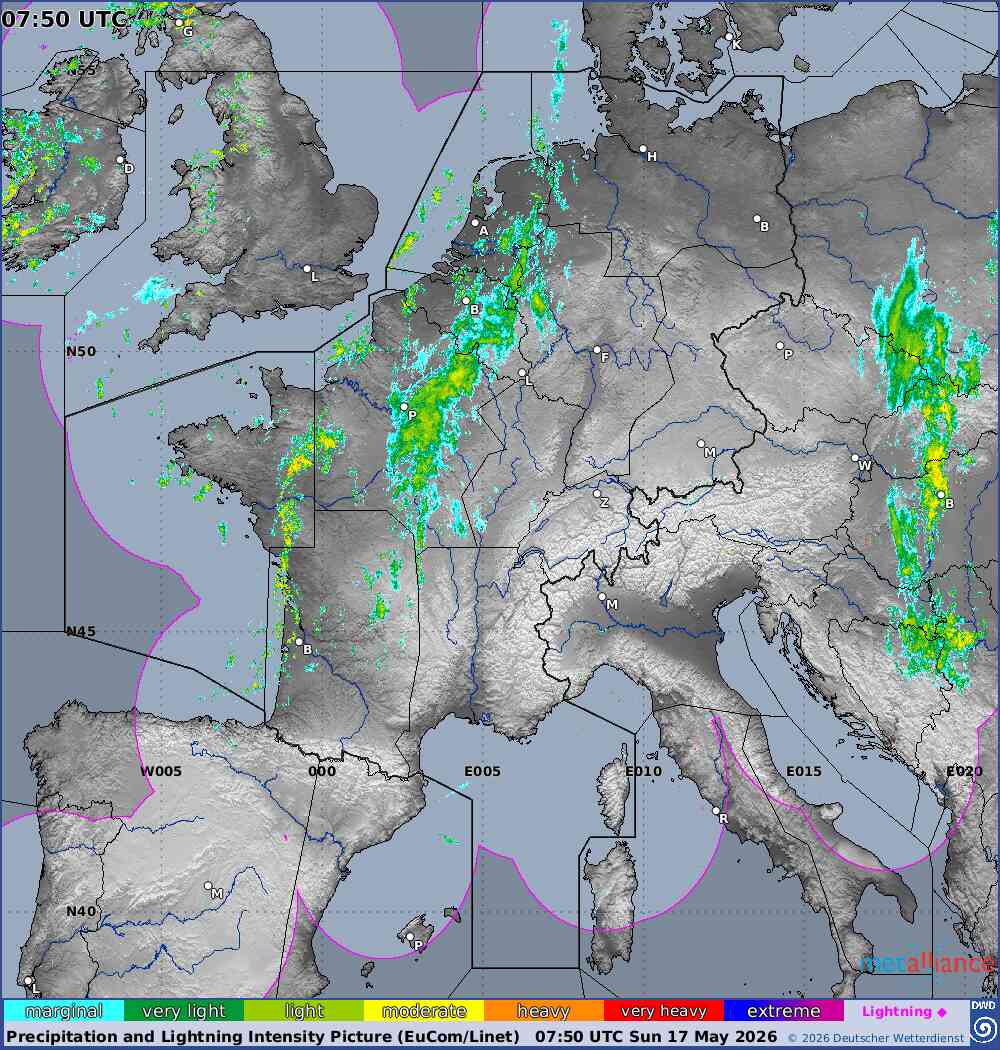 07:50 UTC
G
K
N55
D
H
A
B
L
B
N50
P
F
L
P
M
W
Z
B
M
N45
B
W005
000
E005
E010
E015
E020
R
M
N40
P
L
metalliance
marginal very light light moderate heavy very heavy extreme Lightning ◆
DWD
Precipitation and Lightning Intensity Picture (EuCom/Linet) 07:50 UTC Sun 17 May 2026 © 2026 Deutscher Wetterdienst